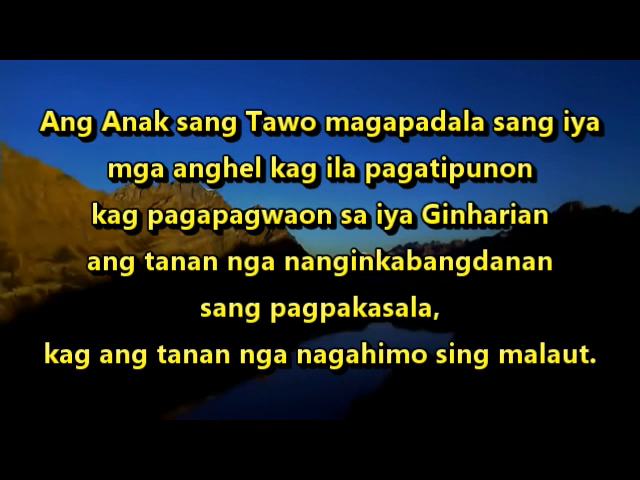 Ang Anak sang Tawo magapadala sang iya
mga anghel kag ila pagatipunon
kag pagapagwaon sa iya Ginharian
ang tanan nga nanginkabangdanan
sang pagpakasala,
kag ang tanan nga nagahimo sing malaut.